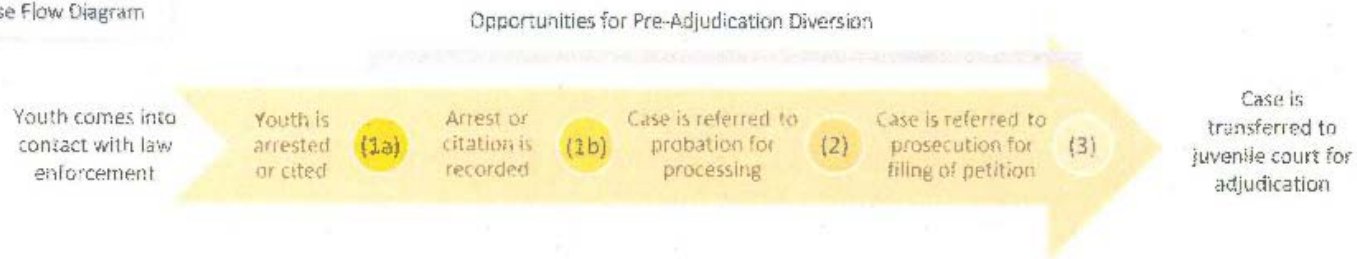 se Flow Diagram
Opportunities for Pre-Adjudication Diversion
Youth comes into
contact with law
enforcement
Youth is
arrested
or cited
(1a)
Arrest or
citation is
recorded
(1b)
Case is referred to
probation for
processing
(2)
Case is referred to
prosecution for
filing of petition
(3)
Case is
transferred to
juvenile court for
adjudication